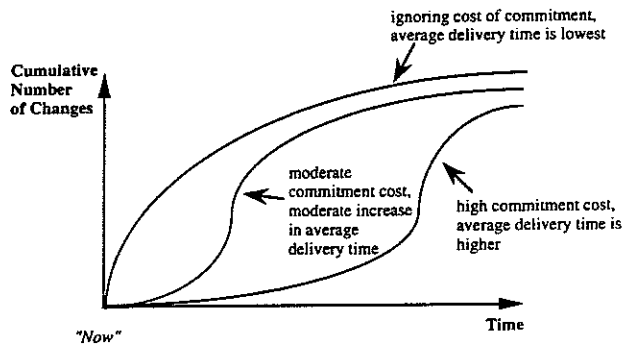 ignoring cost of commitment,
average delivery time is lowest
Cumulative
Number
of Changes
moderate
commitment cost,
moderate increase
in average
delivery time
high commitment cost,
average delivery time is
higher
Time
"Now"